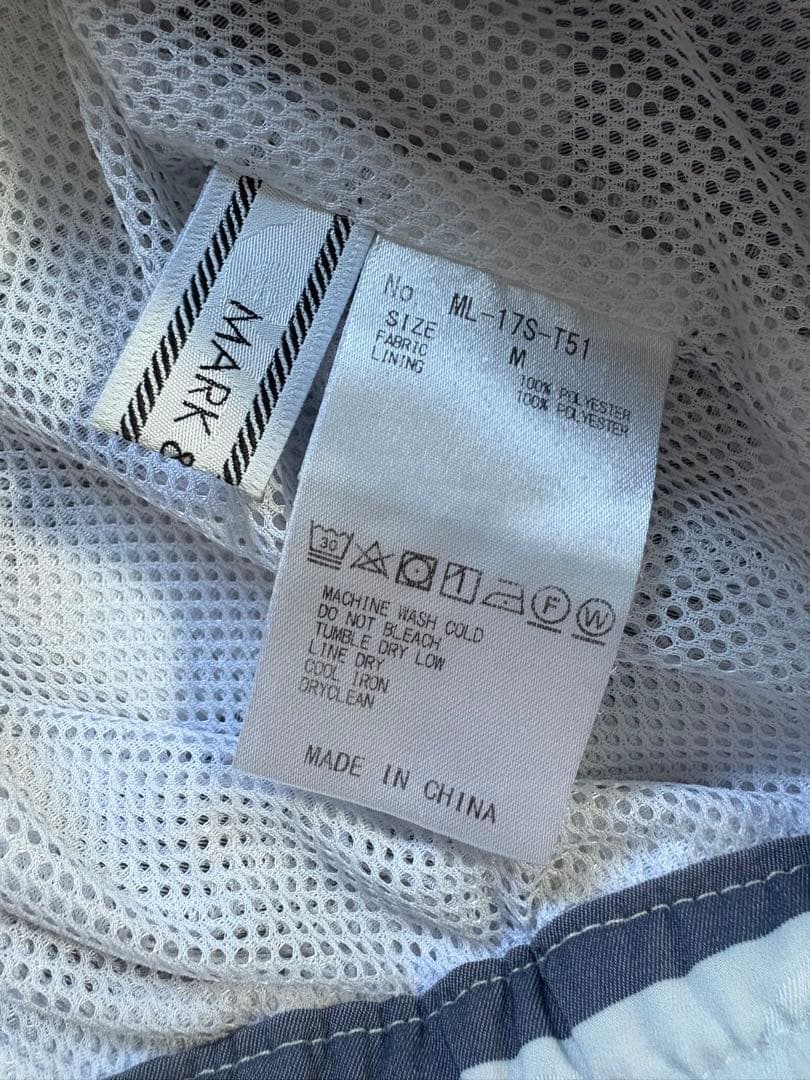 MARK &
No ML-17S-T51
SIZE M
FABRIC 100% POLYESTER
LINING 100% POLYESTER
30
F W
MACHINE WASH COLD
DO NOT BLEACH
TUMBLE DRY LOW
LINE DRY
COOL IRON
DRYCLEAN
MADE IN CHINA